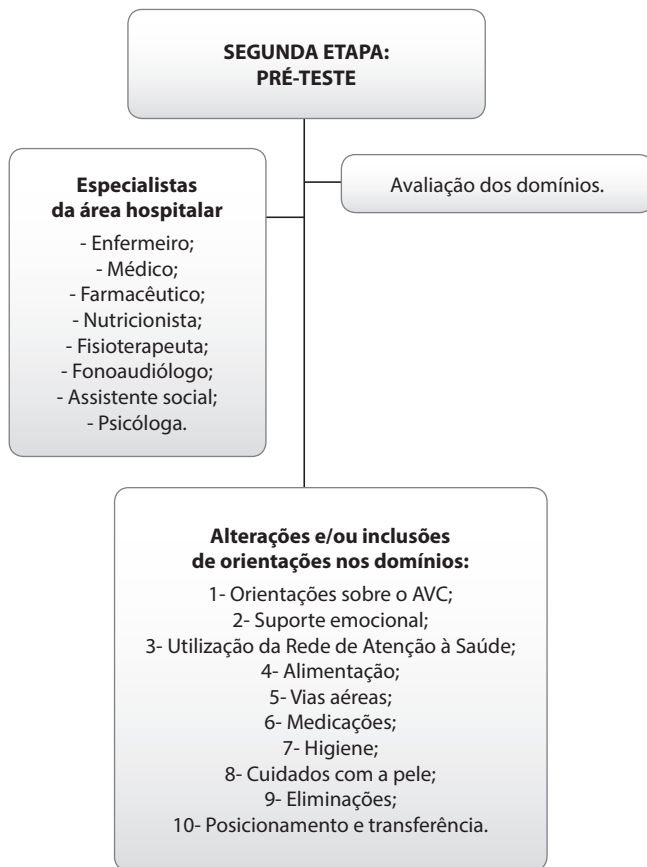 SEGUNDA ETAPA:
PRÉ-TESTE
Especialistas
da área hospitalar
- Enfermeiro;
- Médico;
- Farmacêutico;
- Nutricionista;
- Fisioterapeuta;
- Fonoaudiólogo;
- Assistente social;
- Psicóloga.
Avaliação dos domínios.
Alterações e/ou inclusões
de orientações nos domínios:
1- Orientações sobre o AVC;
2- Suporte emocional;
3- Utilização da Rede de Atenção à Saúde;
4- Alimentação;
5- Vias aéreas;
6- Medicações;
7- Higiene;
8- Cuidados com a pele;
9- Eliminações;
10- Posicionamento e transferência.